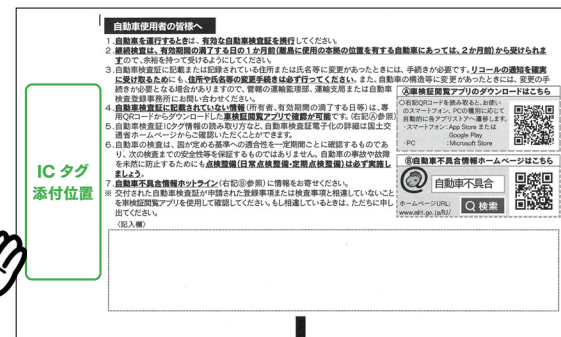 自動車使用者の皆様へ
1. 自動車を運行するときは、有効な自動車検査証を携行してください。
2. 継続検査は、有効期間の満了する日の1か月前(離島に使用の本拠の位置を有する自動車にあっては、2か月前)から受けられま
すので、余裕を持って受けるようにしてください。
3. 自動車検査証に記載または記録されている住所または氏名等に変更があったときには、手続きが必要です。リコールの通知を確実
に受け取るためにも、住所や氏名等の変更手続きは必ず行ってください。また、自動車の構造等に変更があったときには、変更の手
続きが必要となる場合がありますので、管轄の運輸監理部、運輸支局または自動車
検査登録事務所にお問い合わせください。
4. 自動車検査証に記載されていない情報(所有者、有効期間の満了する日等)は、専
用QRコードからダウンロードした車検証閲覧アプリで確認が可能です。(右記Ⓐ参照)
5. 自動車検査証ICタグ情報の読み取り方など、自動車検査証電子化の詳細は国土交
通省ホームページからご確認いただくことができます。
6. 自動車の検査は、国が定める基準への適合性を一定期間ごとに確認するものであ
り、次の検査までの安全性等を保証するものではありません。自動車の事故や故障
を未然に防止するためにも点検整備(日常点検整備・定期点検整備)は必ず実施し
ましょう。
7. 自動車不具合情報ホットライン(右記Ⓑ参照)に情報をお寄せください。
※ 交付された自動車検査証が申請された登録事項または検査事項と相違していないこと
を車検証閲覧アプリを使用して確認してください。もし相違しているときは、ただちに申し
出てください。
(記入欄)
Ⓐ車検証閲覧アプリのダウンロードはこちら
○右記QRコードを読み取ると、お使い
のスマートフォン、PCの種別に応じて
自動的に各アプリストアへ遷移します。
・スマートフォン:App Store または
Google Play
・PC :Microsoft Store
Ⓑ自動車不具合情報ホームページはこちら
自動車不具合
検索
ホームページURL:
www.mlit.go.jp/RJ/
IC タグ
添付位置